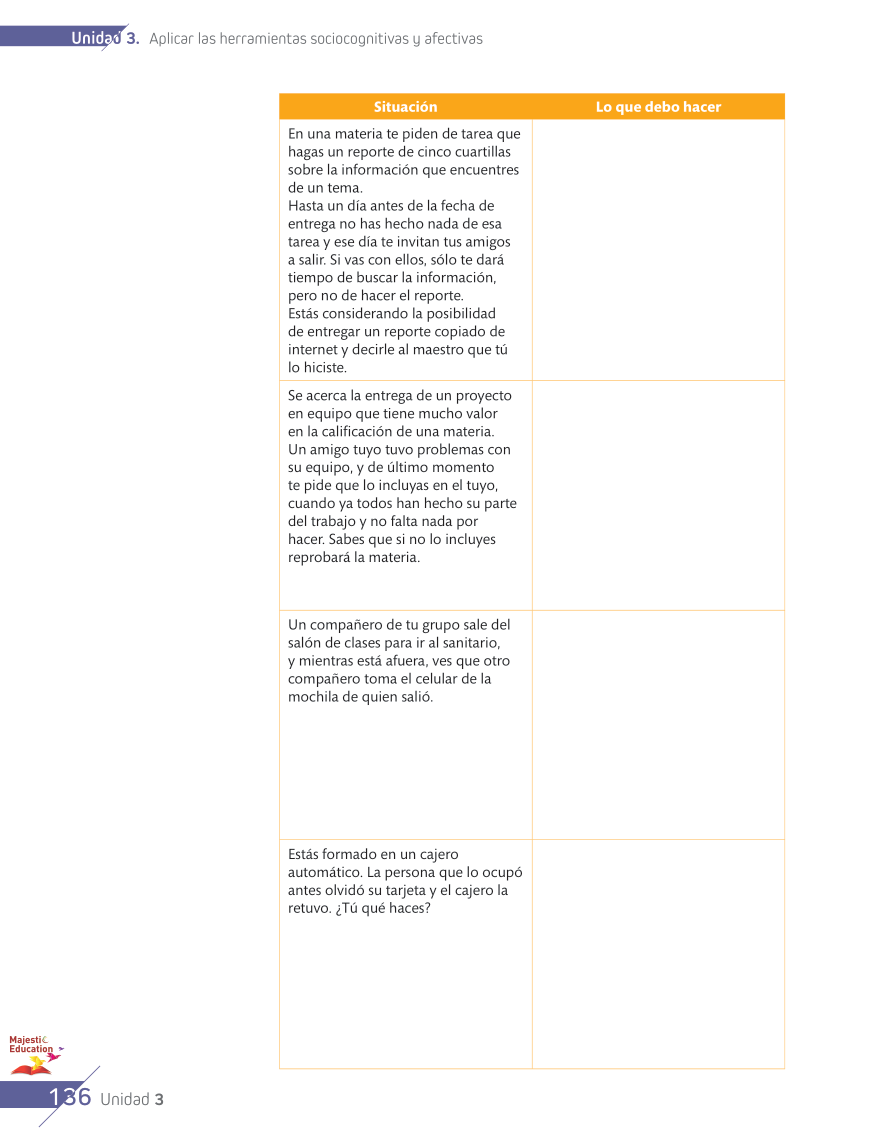 Unidad 3. Aplicar las herramientas sociocognitivas y afectivas
Situación
Lo que debo hacer
En una materia te piden de tarea que
hagas un reporte de cinco cuartillas
sobre la información que encuentres
de un tema.
Hasta un día antes de la fecha de
entrega no has hecho nada de esa
tarea y ese día te invitan tus amigos
a salir. Si vas con ellos, sólo te dará
tiempo de buscar la información,
pero no de hacer el reporte.
Estás considerando la posibilidad
de entregar un reporte copiado de
internet y decirle al maestro que tú
lo hiciste.
Se acerca la entrega de un proyecto
en equipo que tiene mucho valor
en la calificación de una materia.
Un amigo tuyo tuvo problemas con
su equipo, y de último momento
te pide que lo incluyas en el tuyo,
cuando ya todos han hecho su parte
del trabajo y no falta nada por
hacer. Sabes que si no lo incluyes
reprobará la materia.
Un compañero de tu grupo sale del
salón de clases para ir al sanitario,
y mientras está afuera, ves que otro
compañero toma el celular de la
mochila de quien salió.
Estás formado en un cajero
automático. La persona que lo ocupó
antes olvidó su tarjeta y el cajero la
retuvo. ¿Tú qué haces?
Majestic
Education
136 Unidad 3